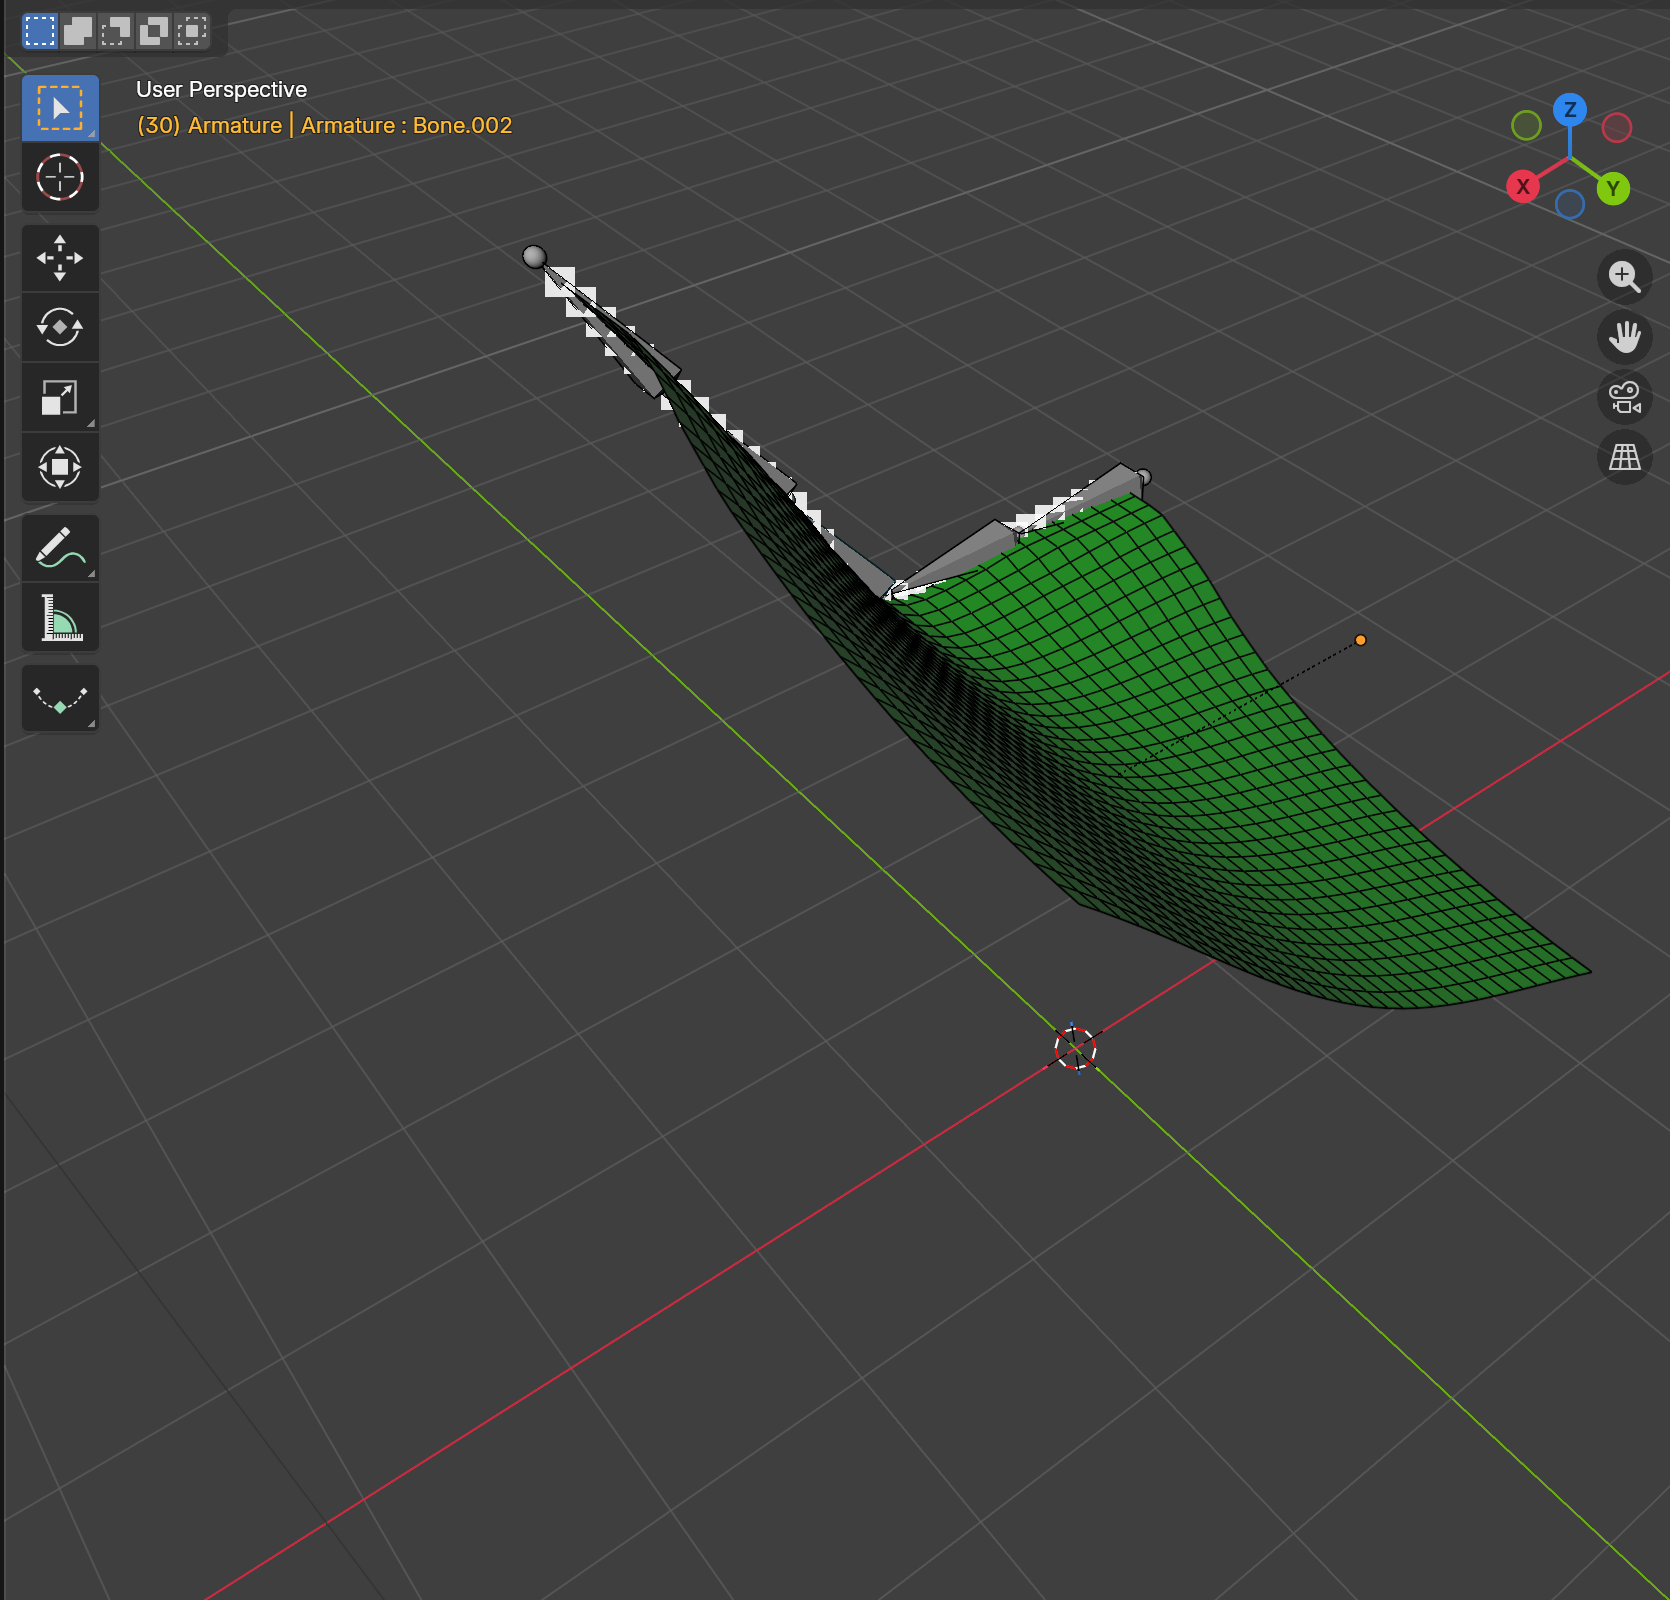 User Perspective
(30) Armature | Armature : Bone.002
Z
X
Y